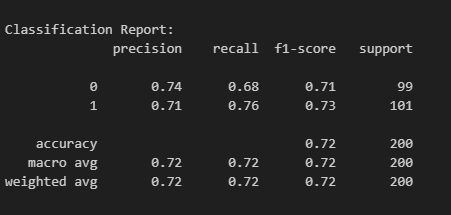 Classification Report:
precision recall f1-score support
0 0.74 0.68 0.71 99
1 0.71 0.76 0.73 101
accuracy 0.72 200
macro avg 0.72 0.72 0.72 200
weighted avg 0.72 0.72 0.72 200